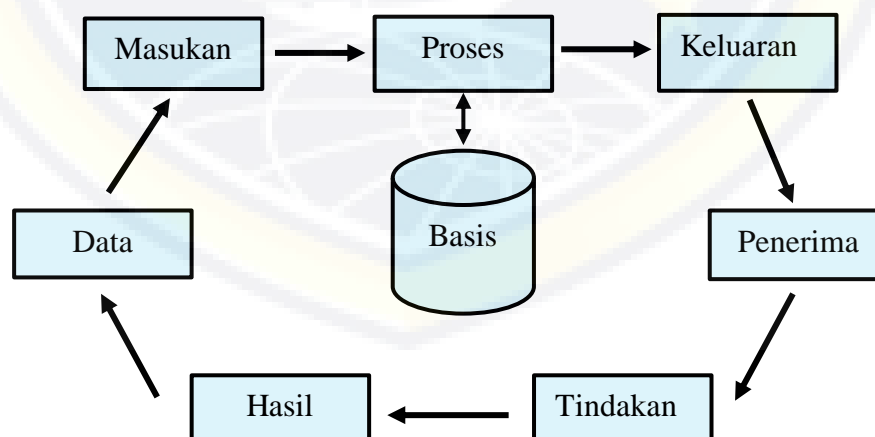 Masukan
Proses
Keluaran
Data
Basis
Penerima
Hasil
Tindakan